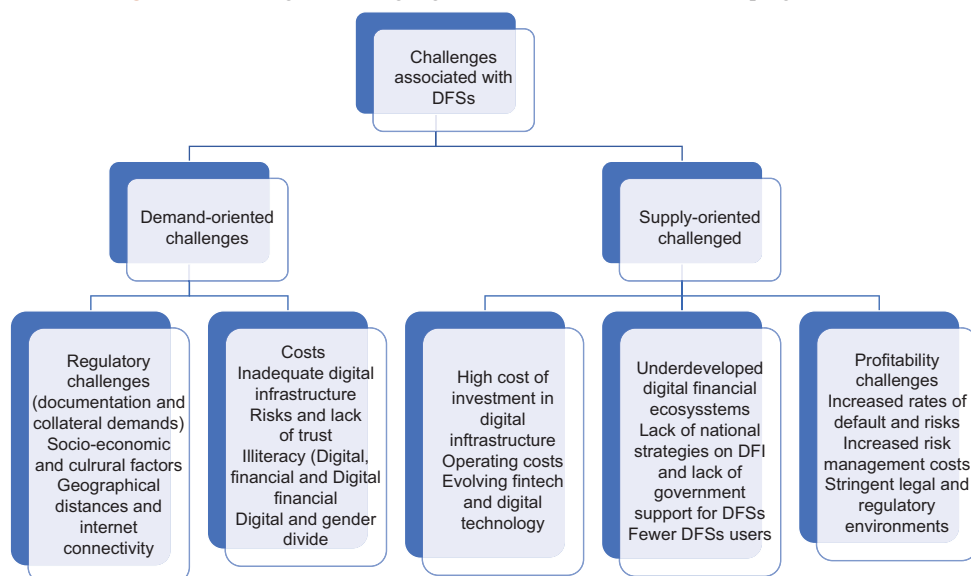 Challenges
associated with
DFSs
Demand-oriented
challenges
Supply-oriented
challenged
Regulatory
challenges
(documentation and
collateral demands)
Socio-economic
and culrural factors
Geographical
distances and
internet
connectivity
Costs
Inadequate digital
infrastructure
Risks and lack
of trust
Illiteracy (Digital,
financial and Digital
financial
Digital and gender
divide
High cost of
investment in
digital
inftrastructure
Operating costs
Evolving fintech
and digital
technology
Underdeveloped
digital financial
ecosysstems
Lack of national
strategies on DFI
and lack of
government
support for DFSs
Fewer DFSs users
Profitability
challenges
Increased rates of
default and risks
Increased risk
management costs
Stringent legal and
regulatory
environments